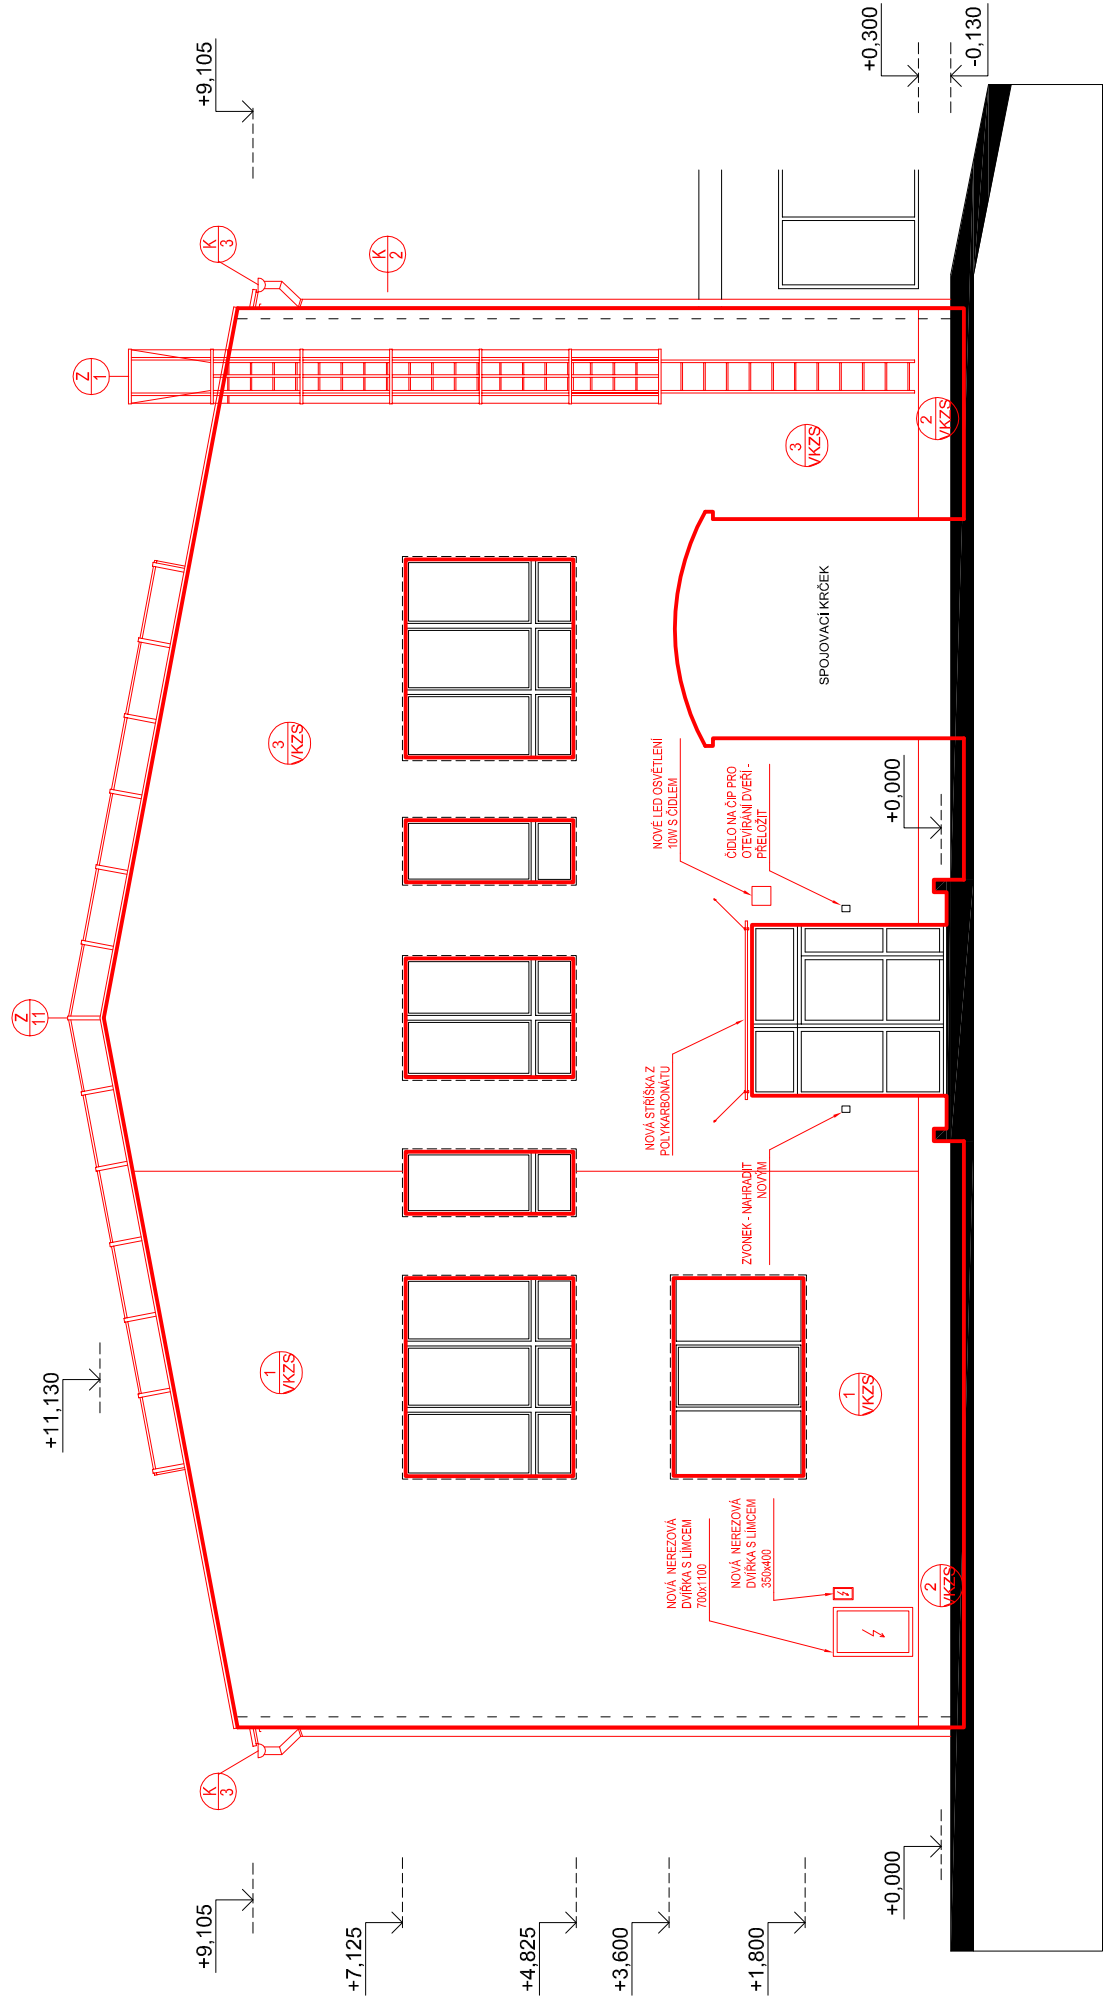 +11,130
+9,105
+9,105
+7,125
+4,825
+3,600
+1,800
+0,000
+0,000
+0,300
-0,130
Z
11
Z
1
K
3
K
3
K
2
1
VKZS
3
VKZS
3
VKZS
1
VKZS
2
VKZS
2
VKZS
NOVÁ NEREZOVÁ
DVÍŘKA S LÍMCEM
700x1100
NOVÁ NEREZOVÁ
DVÍŘKA S LÍMCEM
350x400
ZVONEK - NAHRADIT
NOVÝM
NOVÁ STŘÍŠKA Z
POLYKARBONÁTU
NOVÉ LED OSVĚTLENÍ
10W S ČIDLEM
ČIDLO NA ČIP PRO
OTEVÍRÁNÍ DVEŘÍ -
PŘELOŽIT
SPOJOVACÍ KRČEK